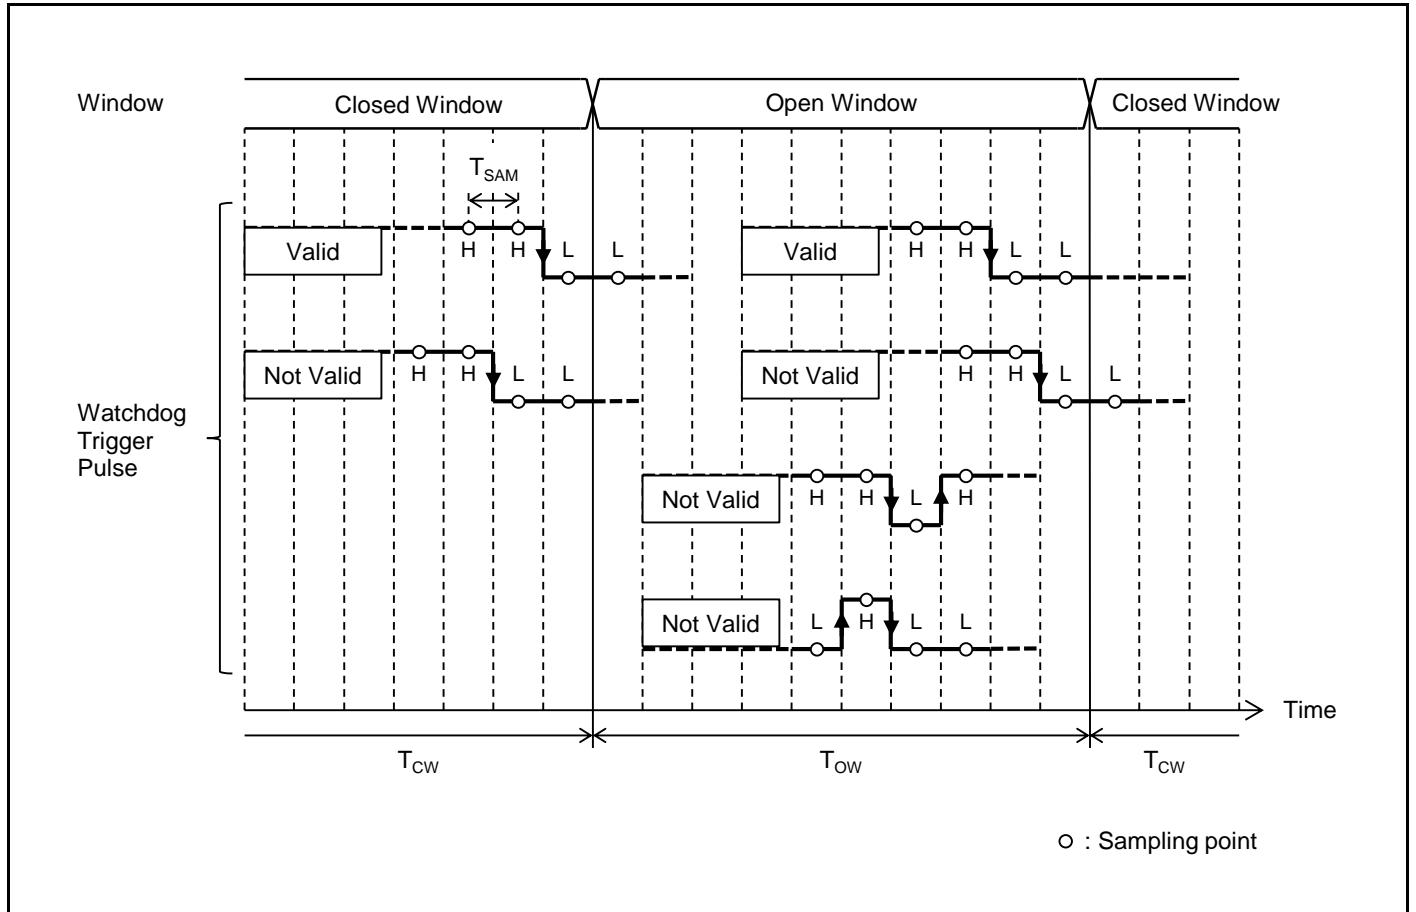 Window
Closed Window
Open Window
Closed Window
TSAM
Valid
H
H
L
L
Valid
H
H
L
L
Not Valid
H
H
L
L
Not Valid
H
H
L
L
Watchdog
Trigger
Pulse
Not Valid
H
H
L
H
Not Valid
L
H
L
L
Time
TCW
TOW
TCW
: Sampling point